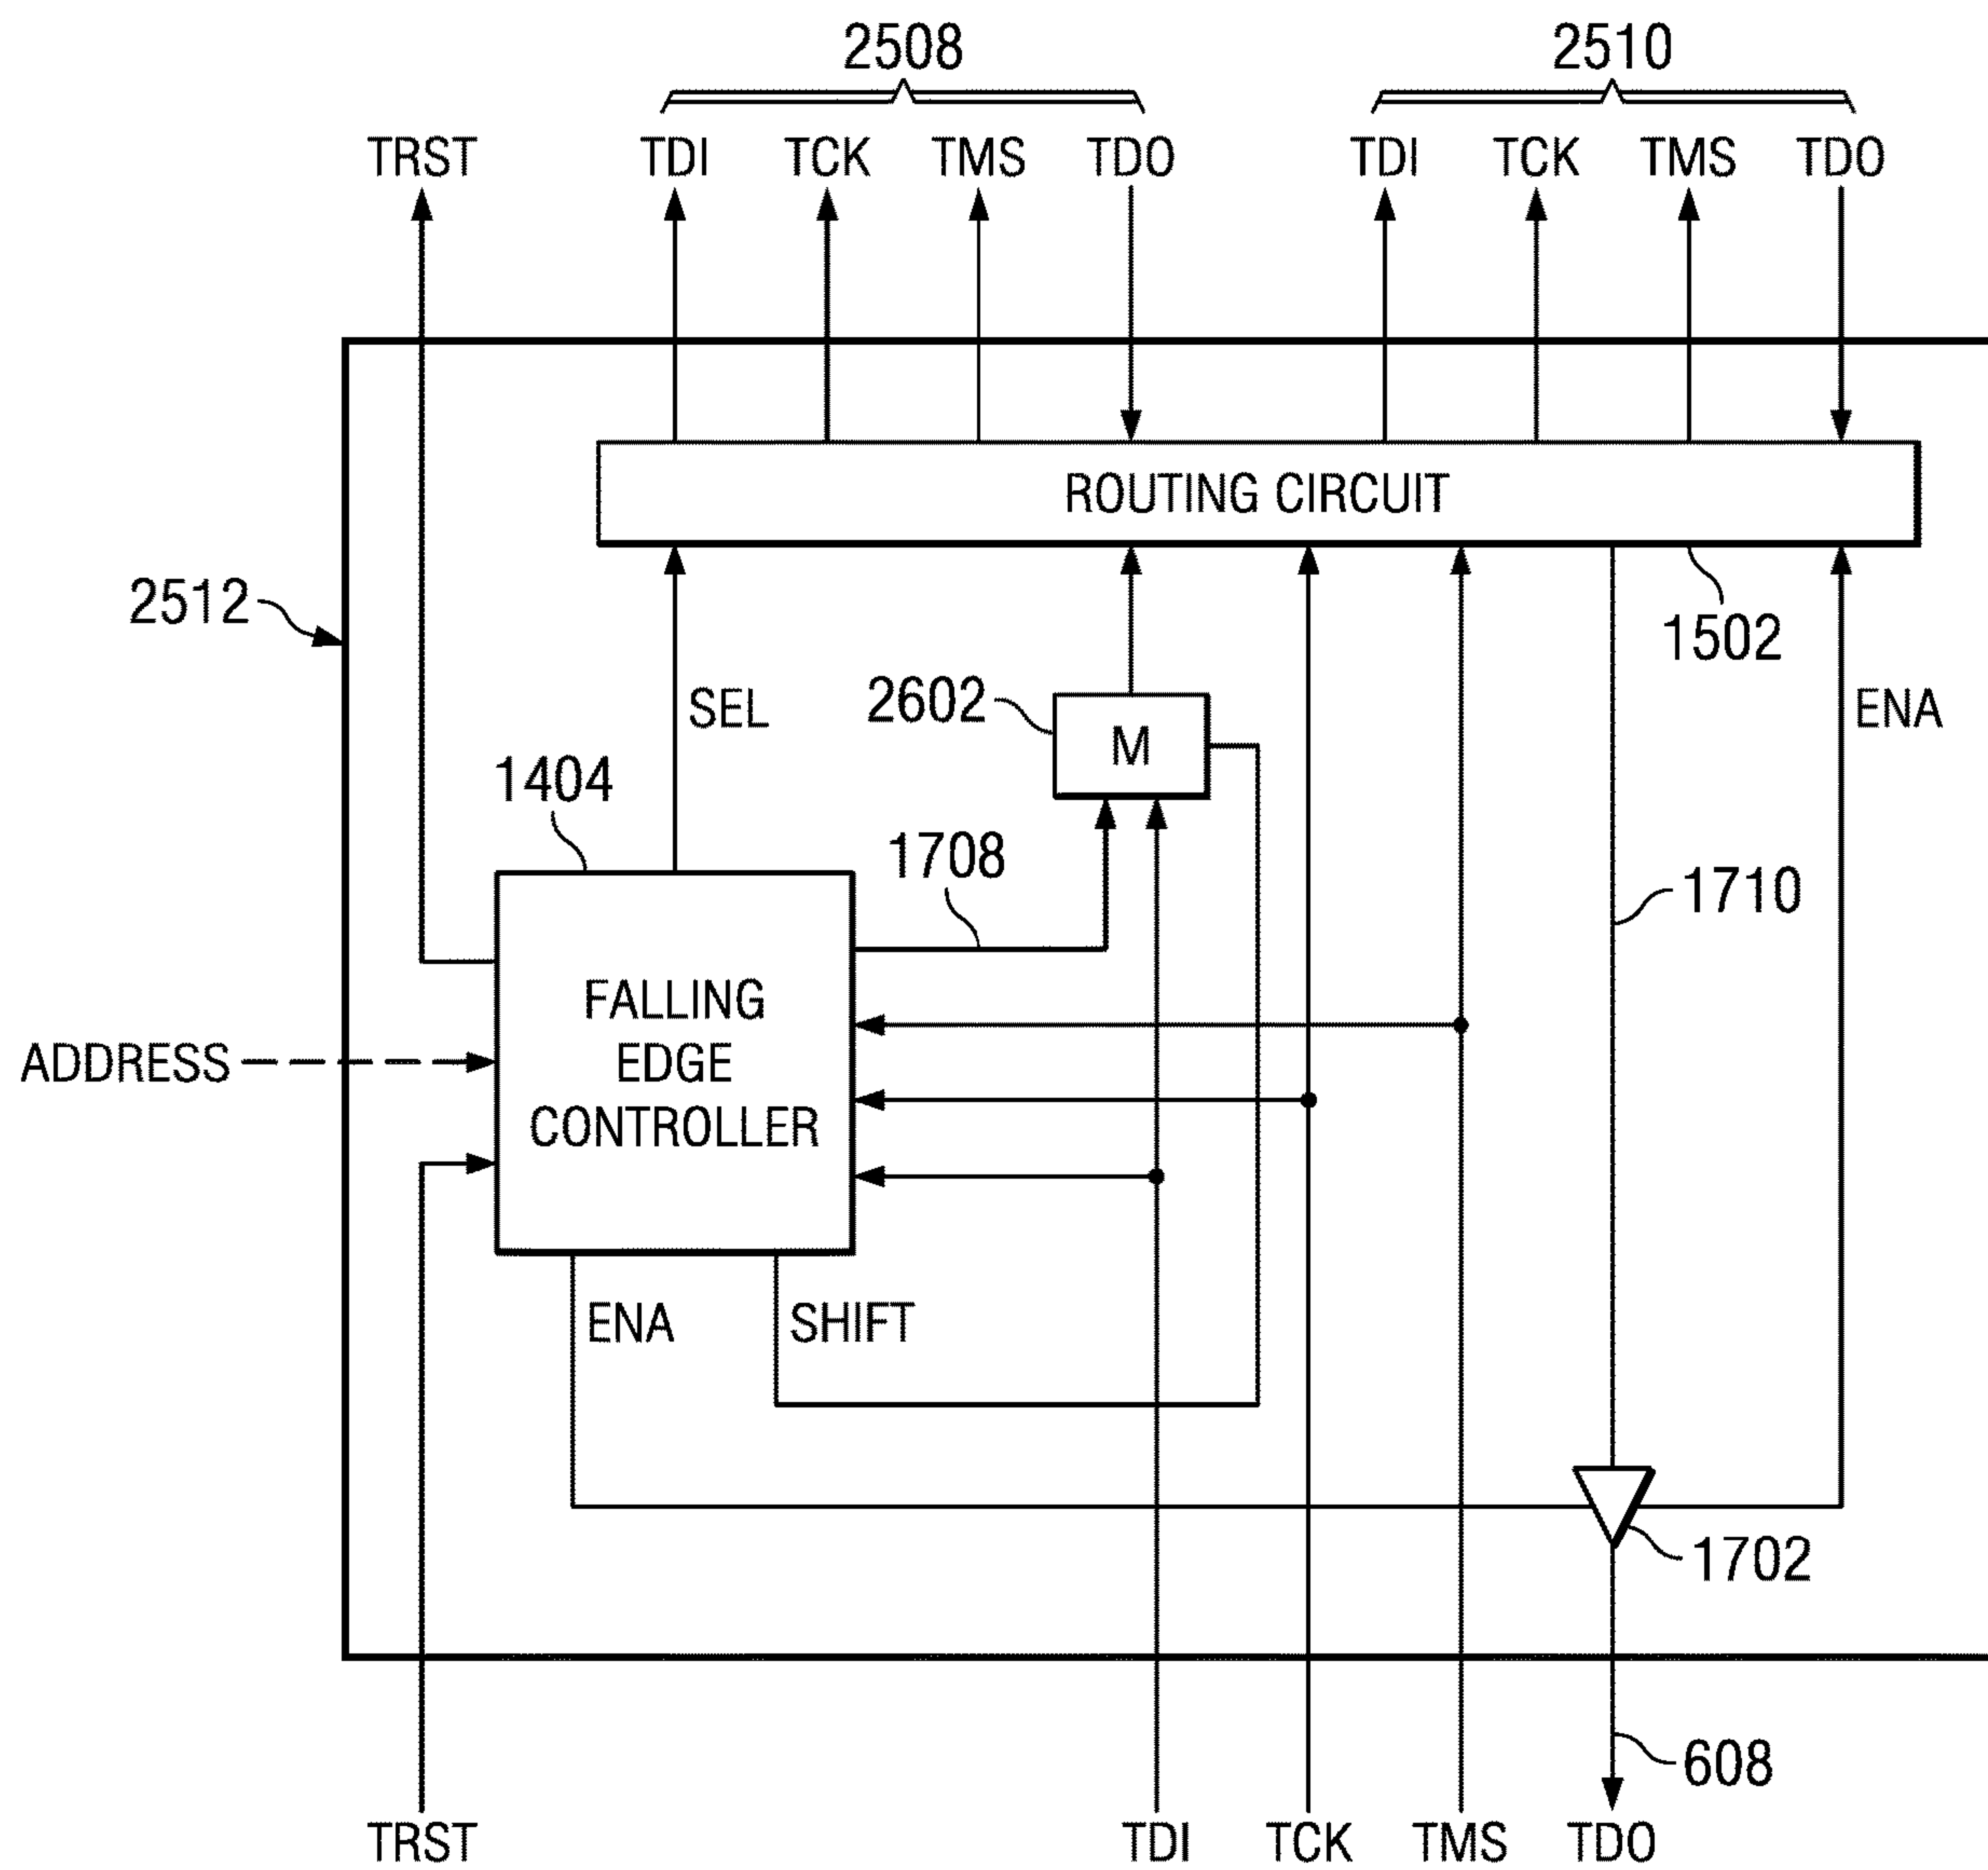 2508
2510
TRST
TDI
TCK
TMS
TDO
TDI
TCK
TMS
TDO
ROUTING CIRCUIT
2512
1502
SEL
2602
M
ENA
1404
1708
1710
FALLING
EDGE
CONTROLLER
ADDRESS
ENA
SHIFT
1702
608
TRST
TDI
TCK
TMS
TDO